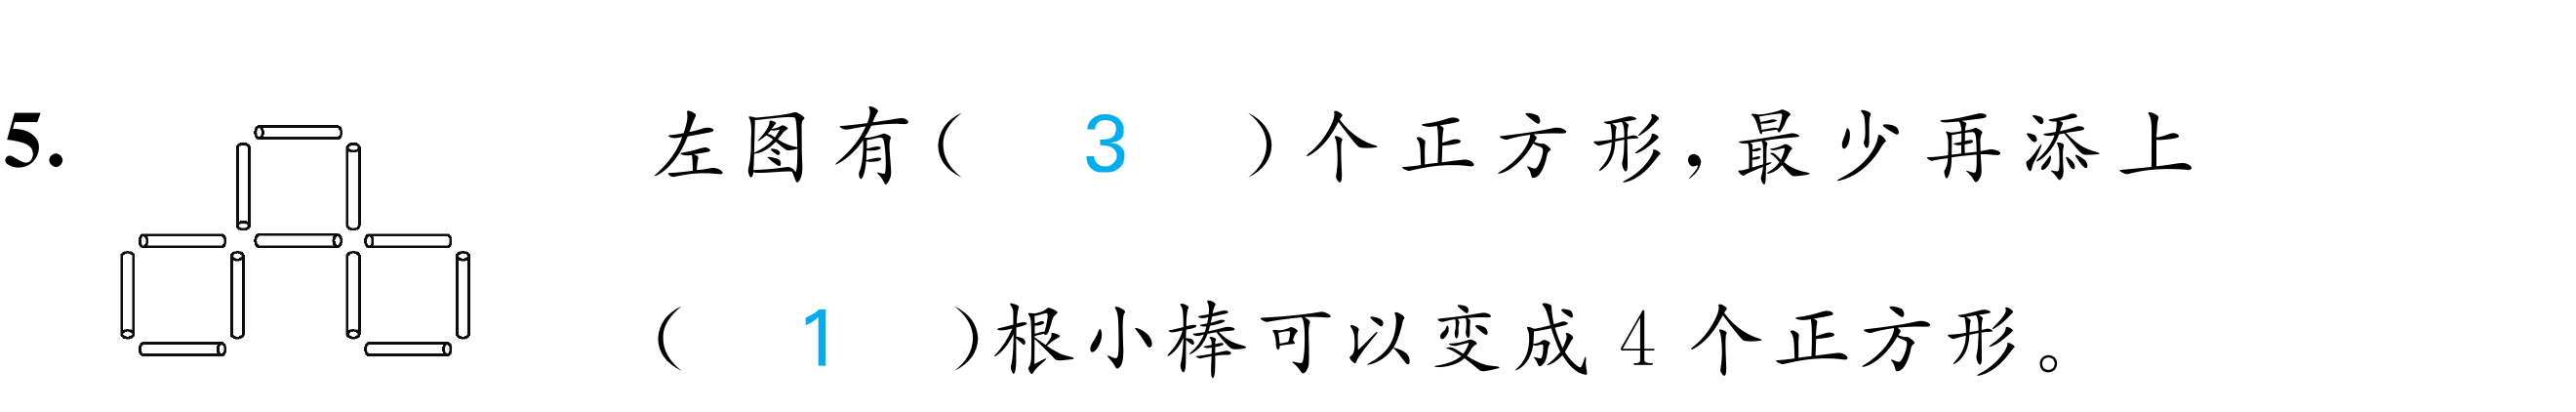 5. 左图有( 3 )个正方形,最少再添上
( 1 )根小棒可以变成 4 个正方形。